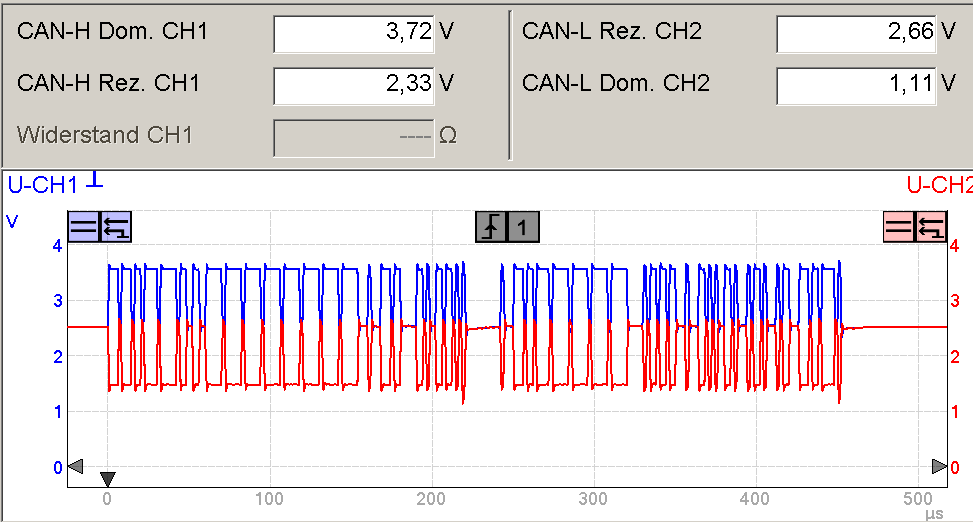 CAN-H Dom. CH1 3,72 V CAN-L Rez. CH2 2,66 V
CAN-H Rez. CH1 2,33 V CAN-L Dom. CH2 1,11 V
Widerstand CH1 ---- Ω
U-CH1 U-CH2
V
1
4 4
3 3
2 2
1 1
0 0
0 100 200 300 400 500
µs